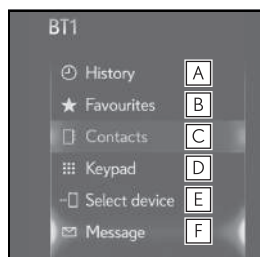 BT1
History A
Favourites B
Contacts C
Keypad D
Select device E
Message F